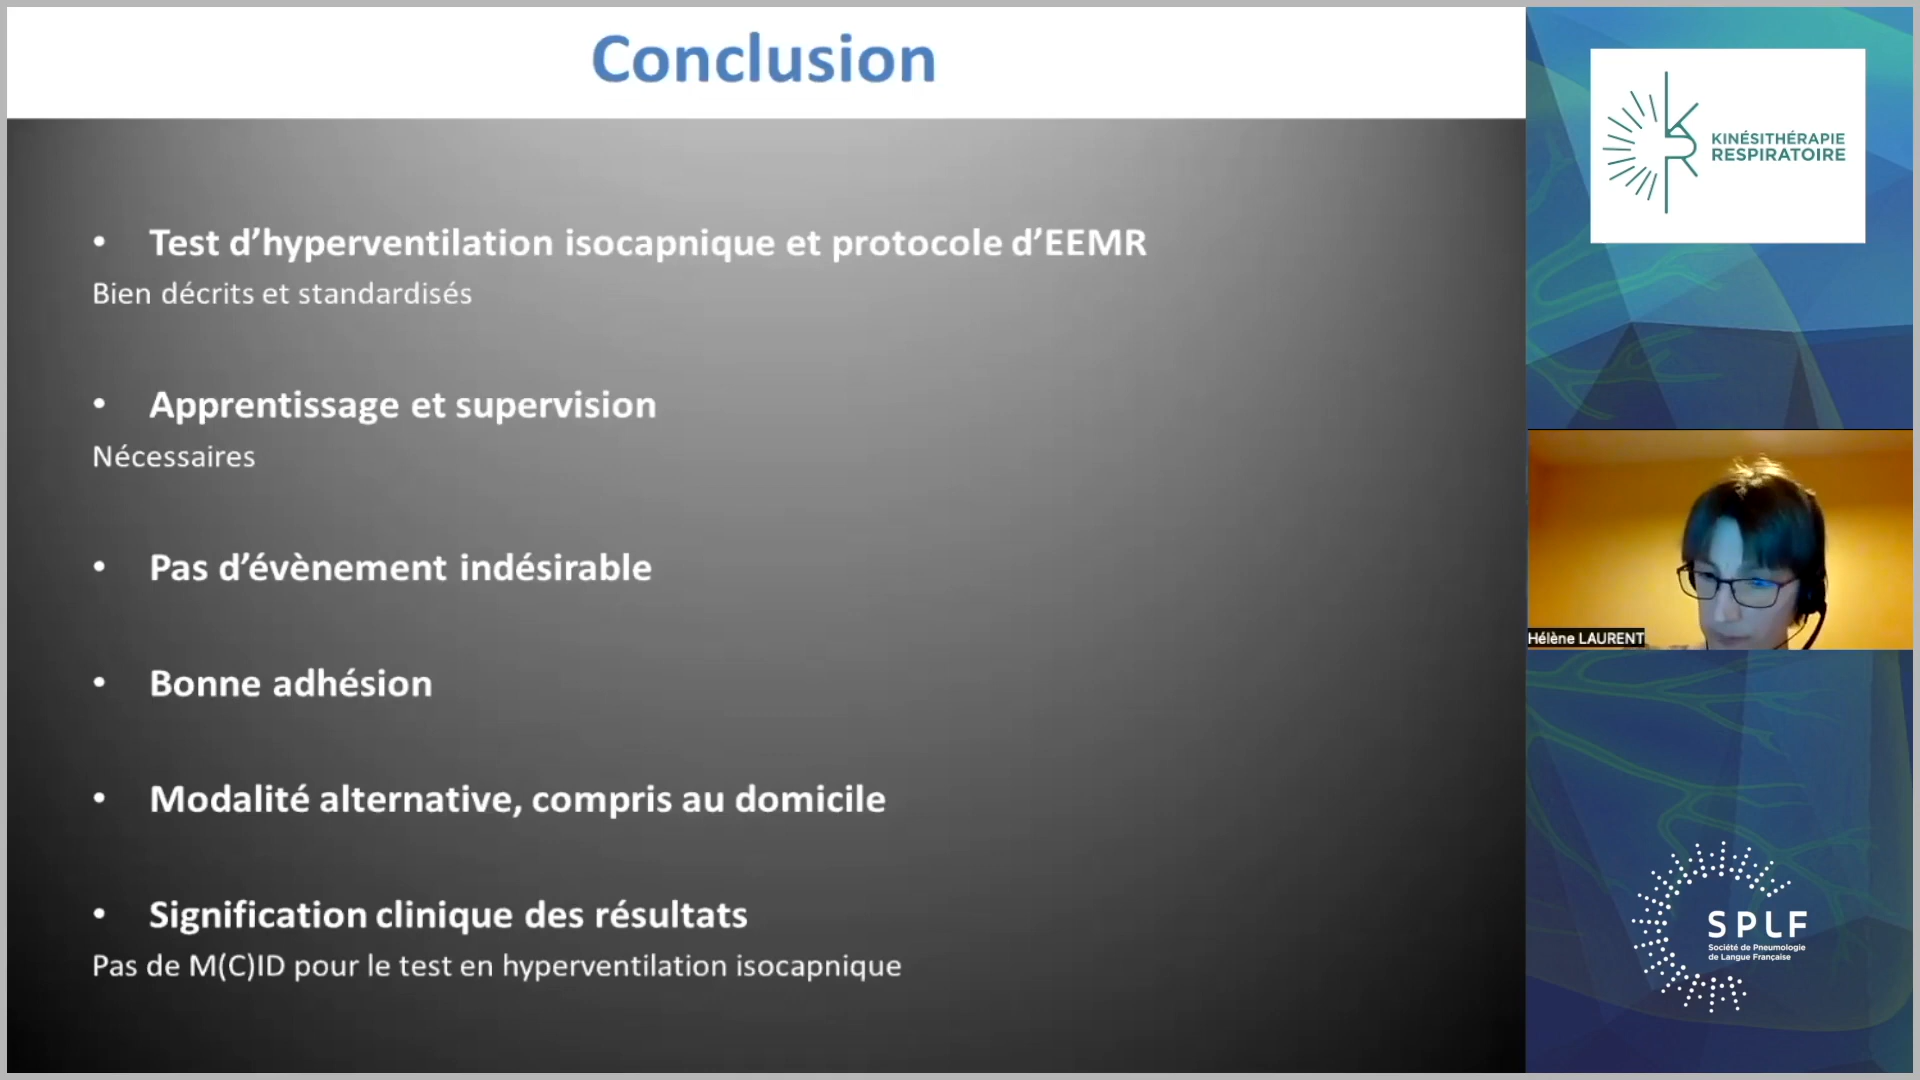 Conclusion
• Test d’hyperventilation isocapnique et protocole d’EEMR
Bien décrits et standardisés
• Apprentissage et supervision
Nécessaires
• Pas d’évènement indésirable
• Bonne adhésion
• Modalité alternative, compris au domicile
• Signification clinique des résultats
Pas de M(C)ID pour le test en hyperventilation isocapnique
KINÉSITHÉRAPIE
RESPIRATOIRE
Hélène LAURENT
SPLF
Société de Pneumologie
de Langue Française